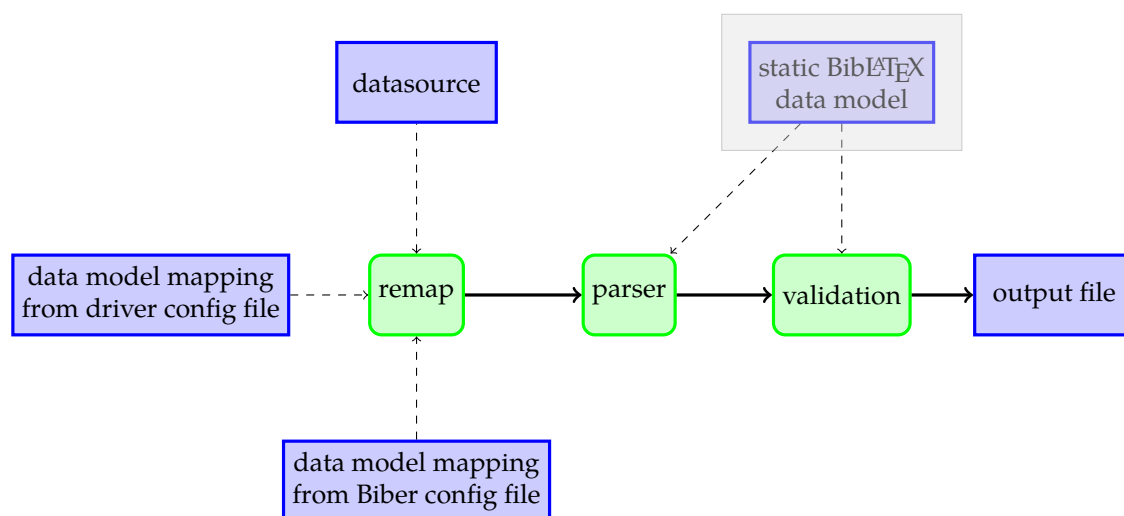 datasource
static BibLATEX
data model
data model mapping
from driver config file
remap
parser
validation
output file
data model mapping
from Biber config file